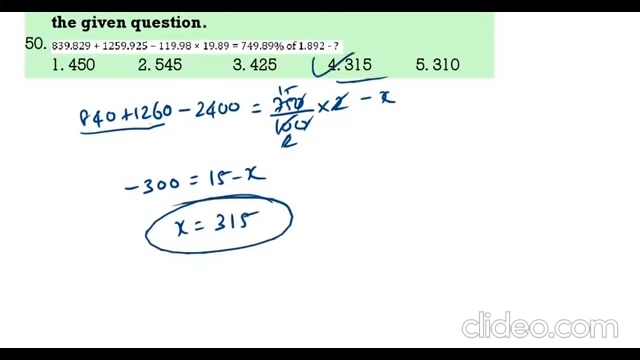 the given question.
50. 839.829 + 1259.925 – 119.98 × 19.89 = 749.89% of 1.892 - ?
1. 450 2. 545 3. 425 4. 315 5. 310
15
840+1260-2400 = 750/100 × 2 - x
2
-300 = 15-x
x = 315
clideo.com